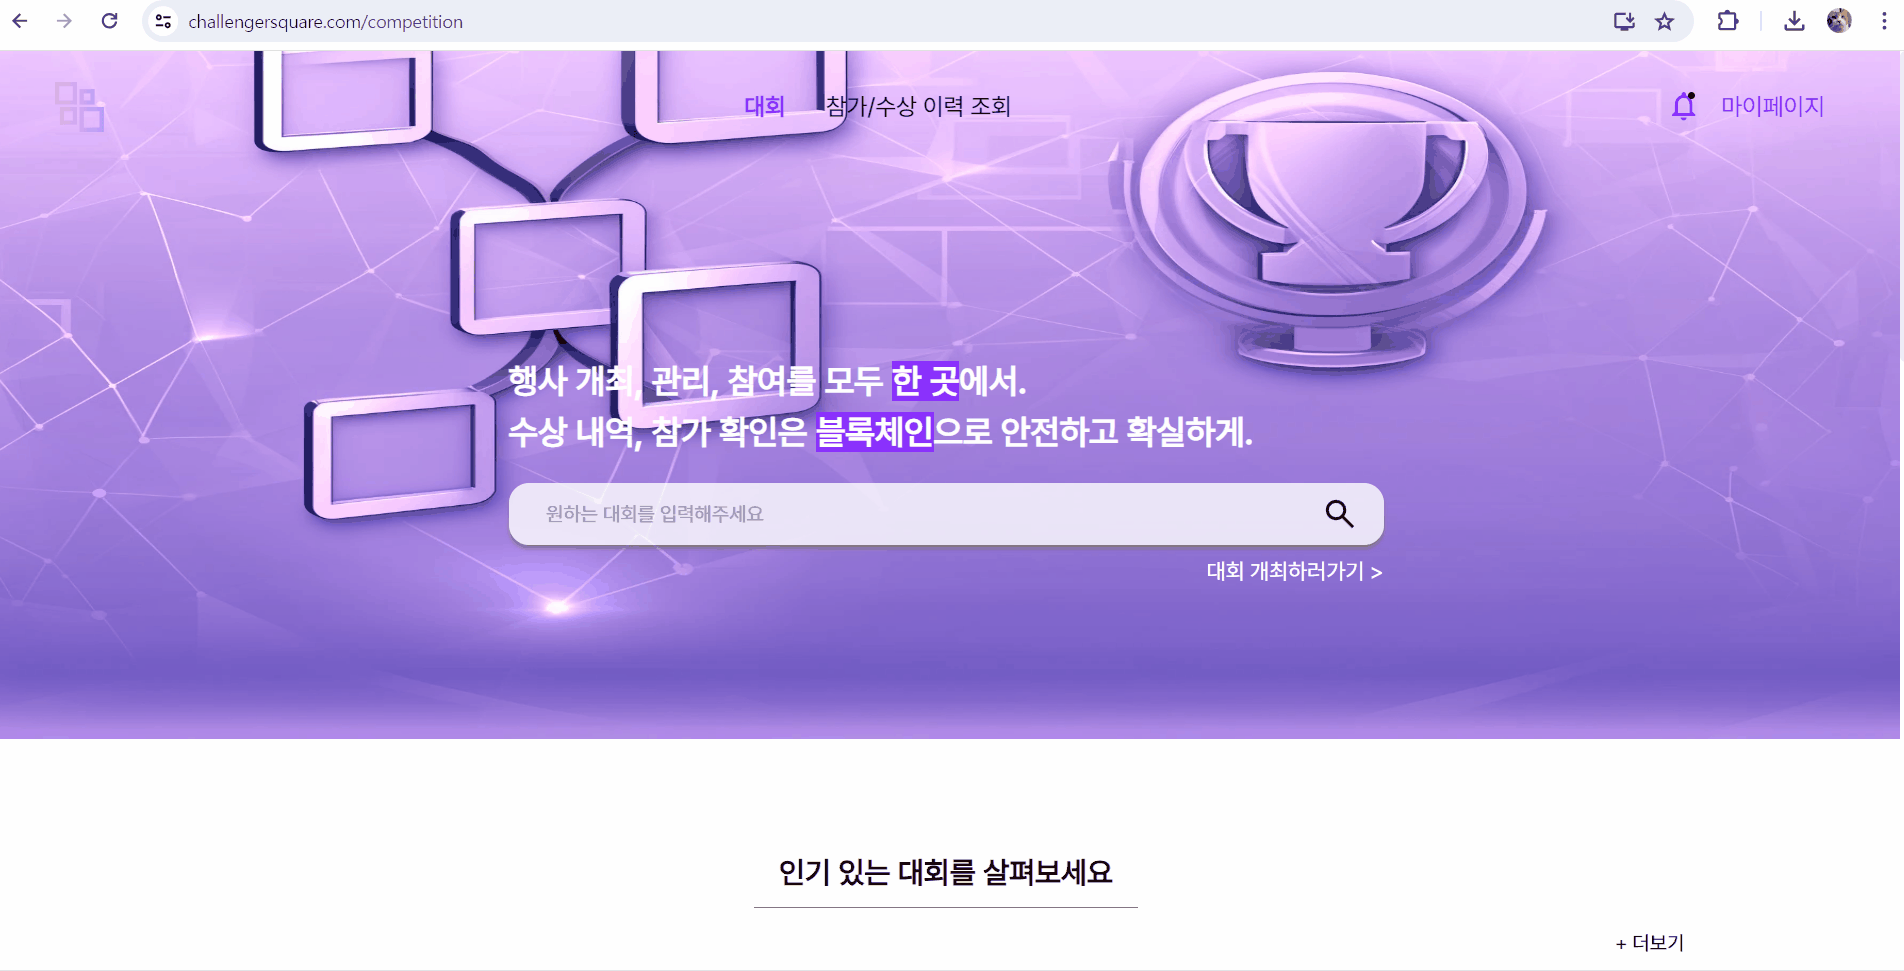 challengersquare.com/competition
대회
참가/수상 이력 조회
마이페이지
행사 개최, 관리, 참여를 모두 한 곳에서.
수상 내역, 참가 확인은 블록체인으로 안전하고 확실하게.
원하는 대회를 입력해주세요
대회 개최하러가기 >
인기 있는 대회를 살펴보세요
+ 더보기